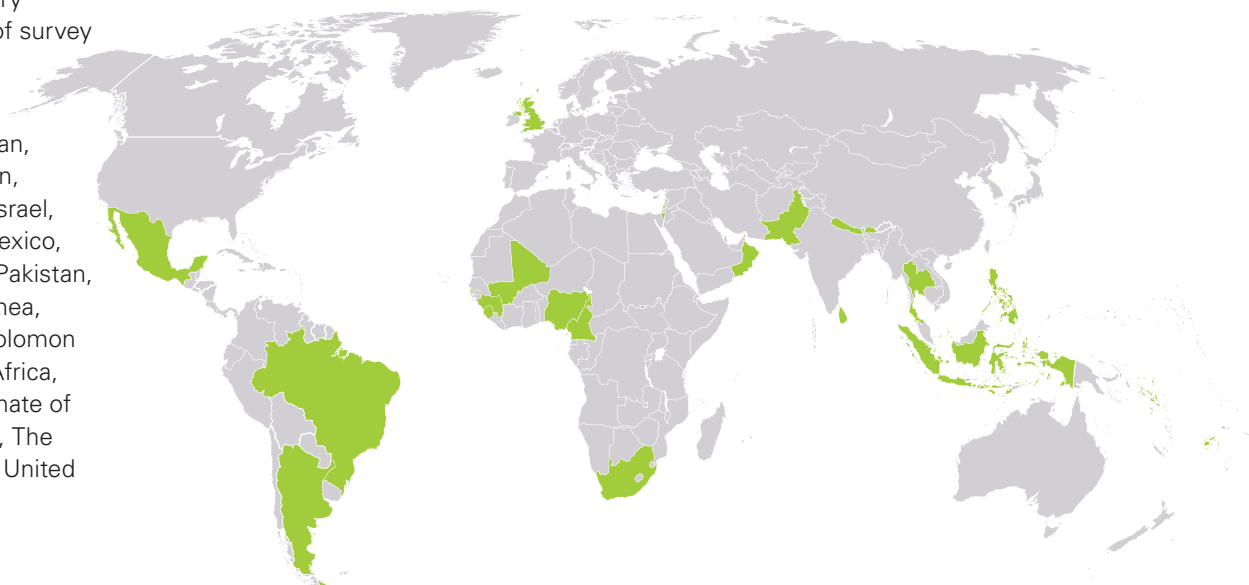 ry
of survey
an,
n,
srael,
exico,
Pakistan,
nea,
olomon
Africa,
nate of
, The
United